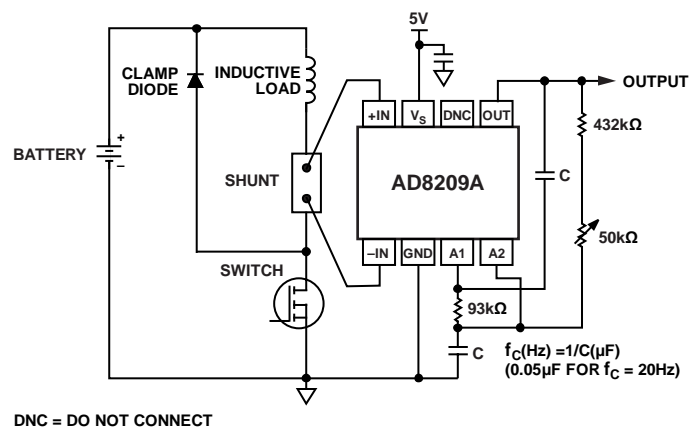 5V
CLAMP
DIODE
INDUCTIVE
LOAD
OUTPUT
+IN
VS
DNC
OUT
432kΩ
+
BATTERY
–
SHUNT
AD8209A
C
50kΩ
–IN
GND
A1
A2
SWITCH
93kΩ
C
fC(Hz) =1/C(µF)
(0.05µF FOR fC = 20Hz)
DNC = DO NOT CONNECT